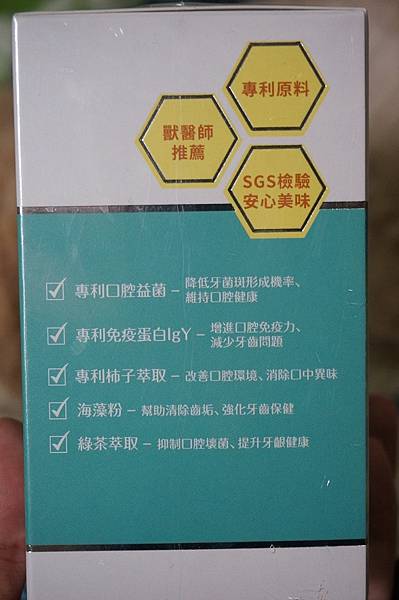 專利原料
獸醫師
推薦
SGS檢驗
安心美味
專利口腔益菌 – 降低牙菌斑形成機率、
維持口腔健康
專利免疫蛋白IgY – 增進口腔免疫力、
減少牙齒問題
專利柿子萃取 – 改善口腔環境、消除口中異味
海藻粉 – 幫助清除齒垢、強化牙齒保健
綠茶萃取 – 抑制口腔壞菌、提升牙齦健康